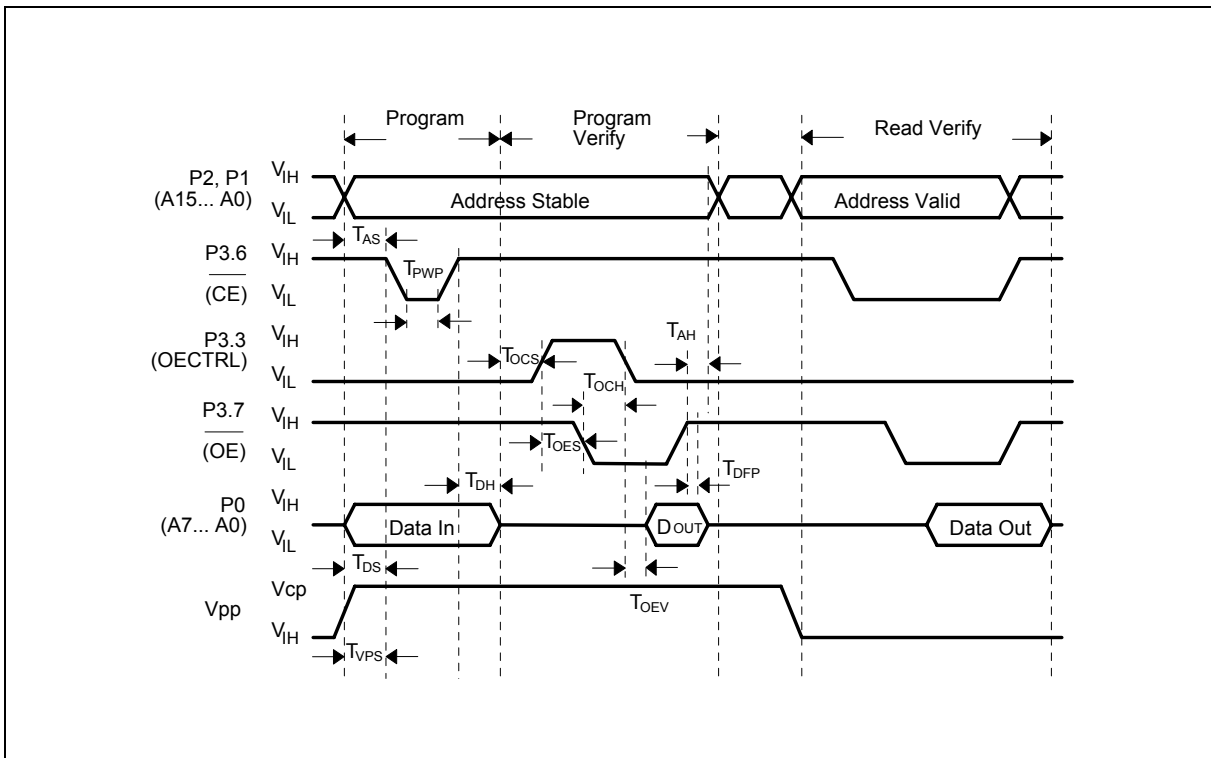 Program
Program
Verify
Read Verify
P2, P1
(A15... A0)
VIH
VIL
Address Stable
Address Valid
TAS
P3.6
(CE)
VIH
VIL
TPWP
P3.3
(OECTRL)
VIH
VIL
TOCS
TAH
TOCH
P3.7
(OE)
VIH
VIL
TOES
TDFP
TDH
P0
(A7... A0)
VIH
VIL
Data In
DOUT
Data Out
TDS
Vpp
Vcp
VIH
TOEV
TVPS